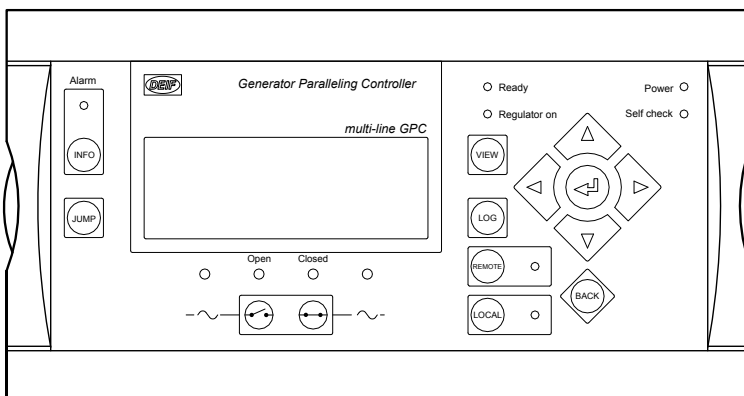 Alarm
INFO
JUMP
DEIF
Generator Paralleling Controller
multi-line GPC
Open
Closed
Ready
Regulator on
Power
Self check
VIEW
LOG
REMOTE
LOCAL
BACK